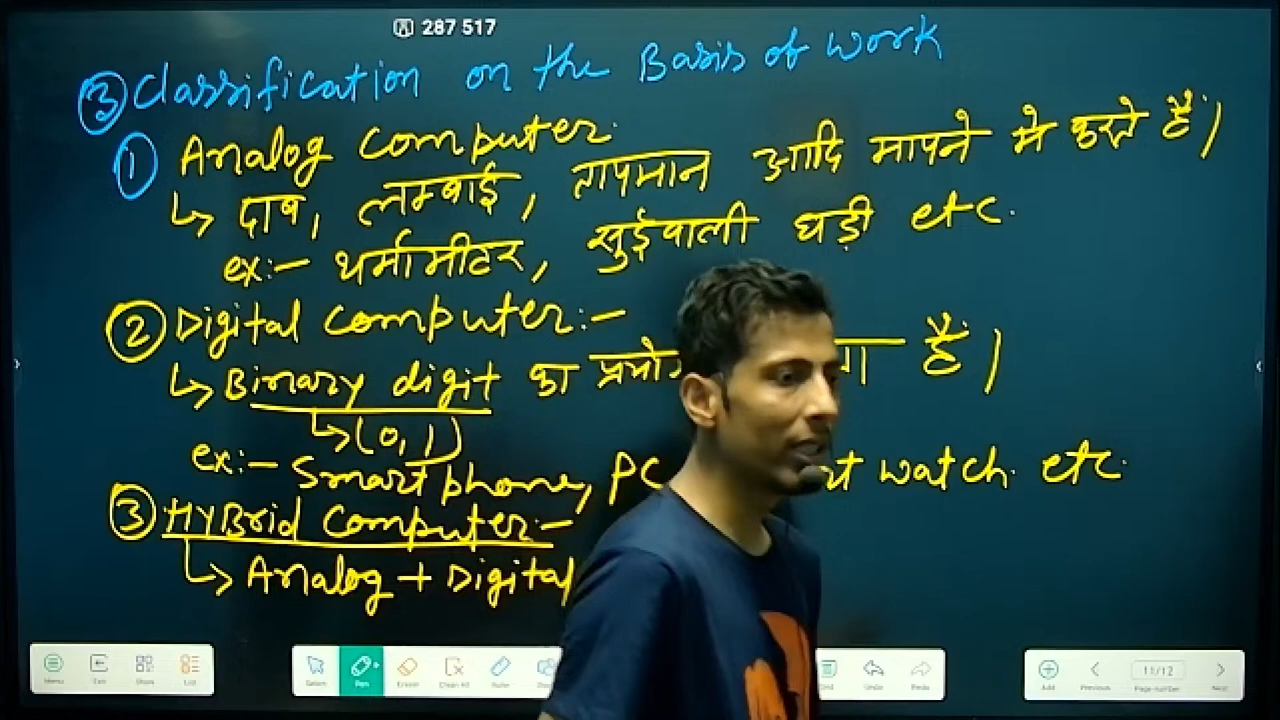 287 517
③ Classification on the Basis of work
① Analog Computer
↳ दाब, लम्बाई, तापमान आदि मापने मे करते हैं।
ex:- थर्मामीटर, सुईवाली घड़ी etc.
② Digital Computer:-
↳ Binary digit का है।
↳ (0, 1)
ex:- Smart phone, PC watch etc
③ HYBrid Computer:-
↳ Analog + Digital
Menu Exit Show List Select Pen Eraser Clean All Undo Redo Add Previous 11/12 Page number Next